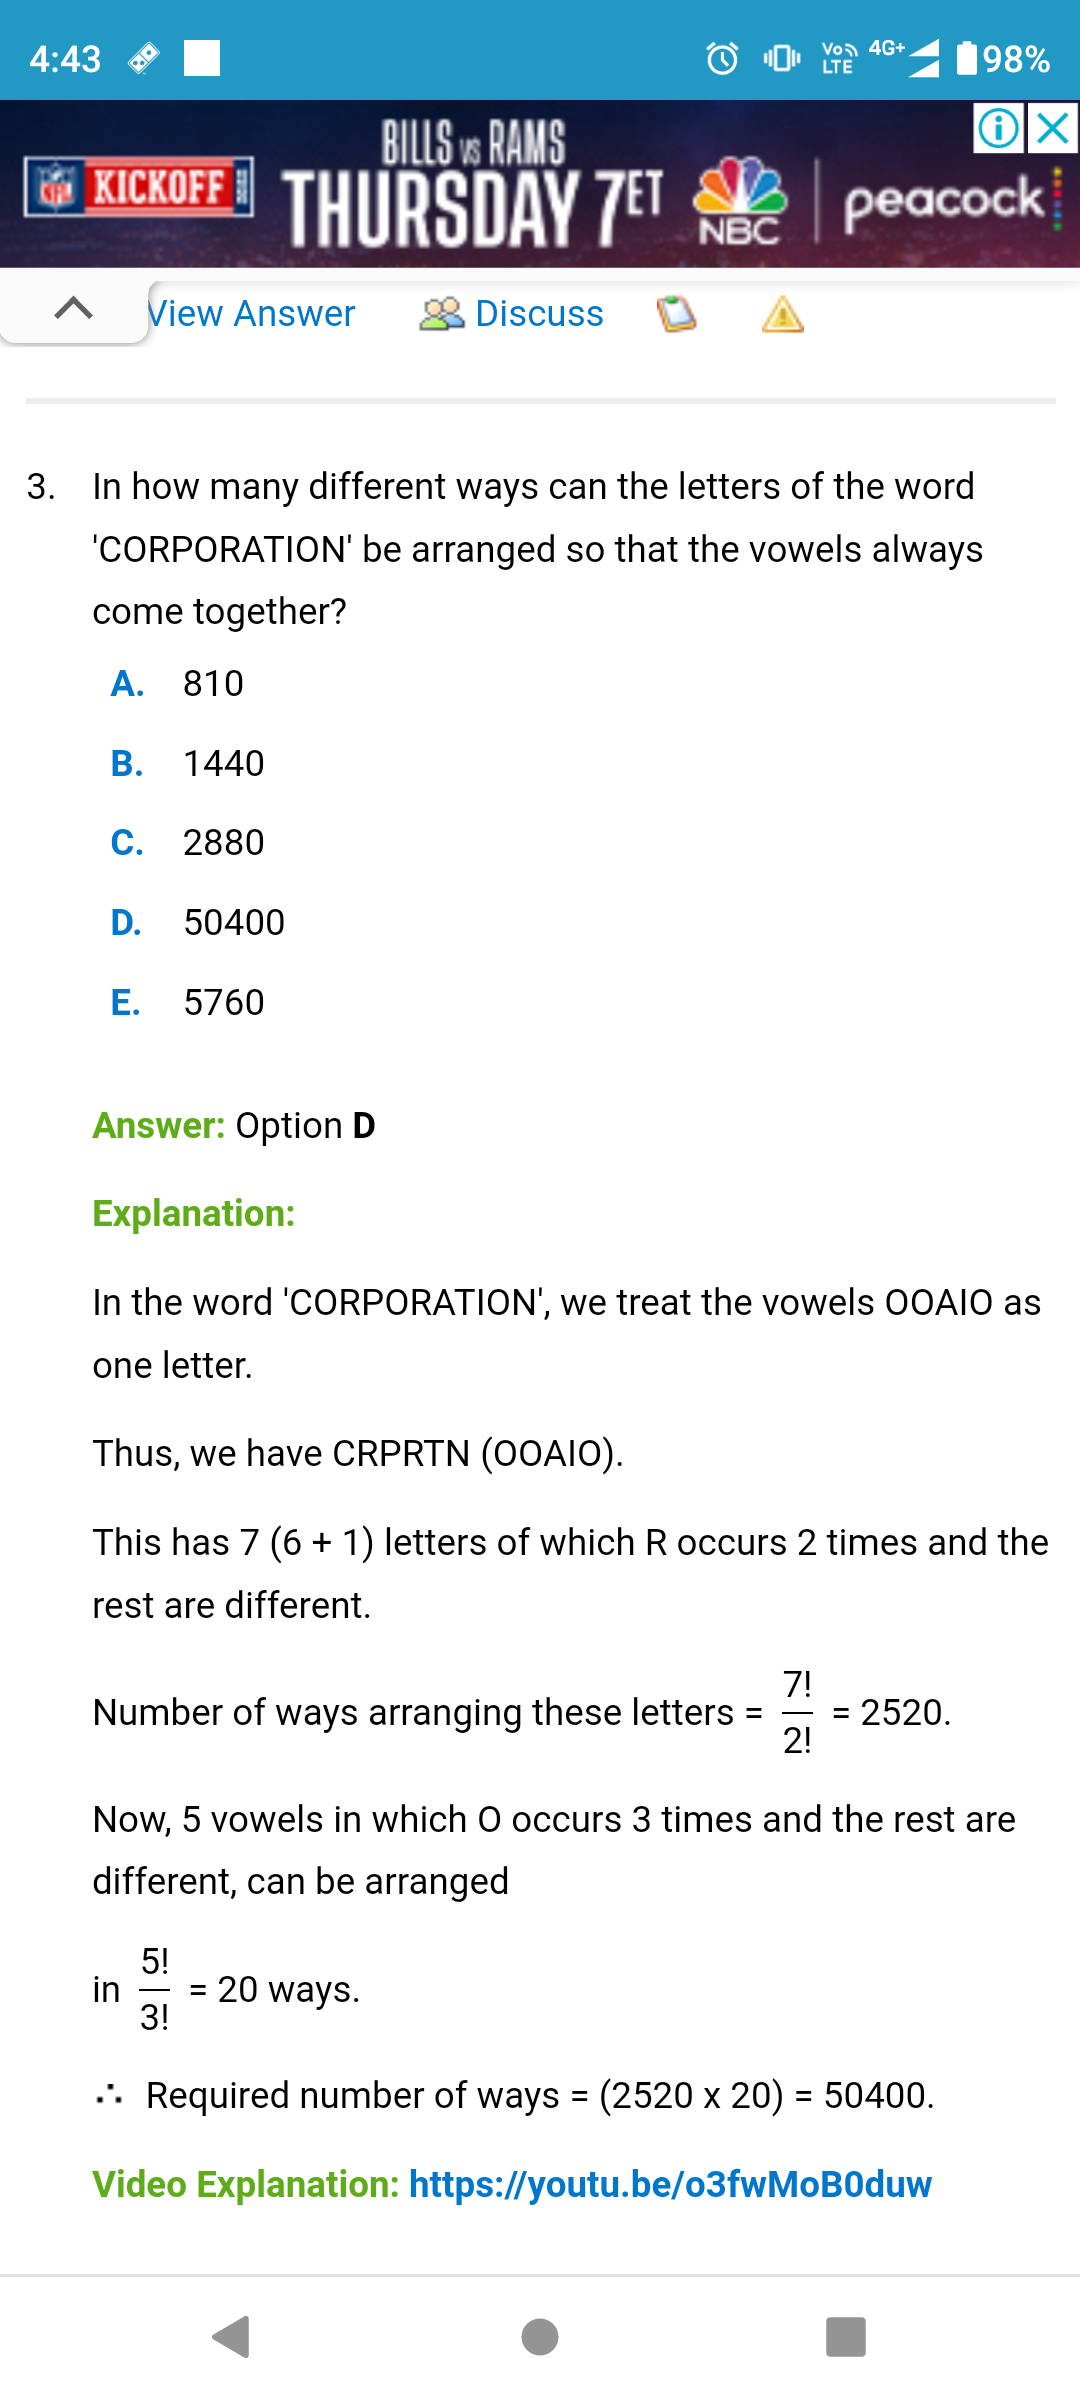 4:43 Vo LTE 4G+ 98%
NFL KICKOFF BILLS VS RAMS THURSDAY 7ET NBC peacock
View Answer Discuss
3. In how many different ways can the letters of the word
'CORPORATION' be arranged so that the vowels always
come together?
A. 810
B. 1440
C. 2880
D. 50400
E. 5760
Answer: Option D
Explanation:
In the word 'CORPORATION', we treat the vowels OOAIO as
one letter.
Thus, we have CRPRTN (OOAIO).
This has 7 (6 + 1) letters of which R occurs 2 times and the
rest are different.
Number of ways arranging these letters = 7!/2! = 2520.
Now, 5 vowels in which O occurs 3 times and the rest are
different, can be arranged
in 5!/3! = 20 ways.
∴ Required number of ways = (2520 x 20) = 50400.
Video Explanation: https://youtu.be/o3fwMoB0duw